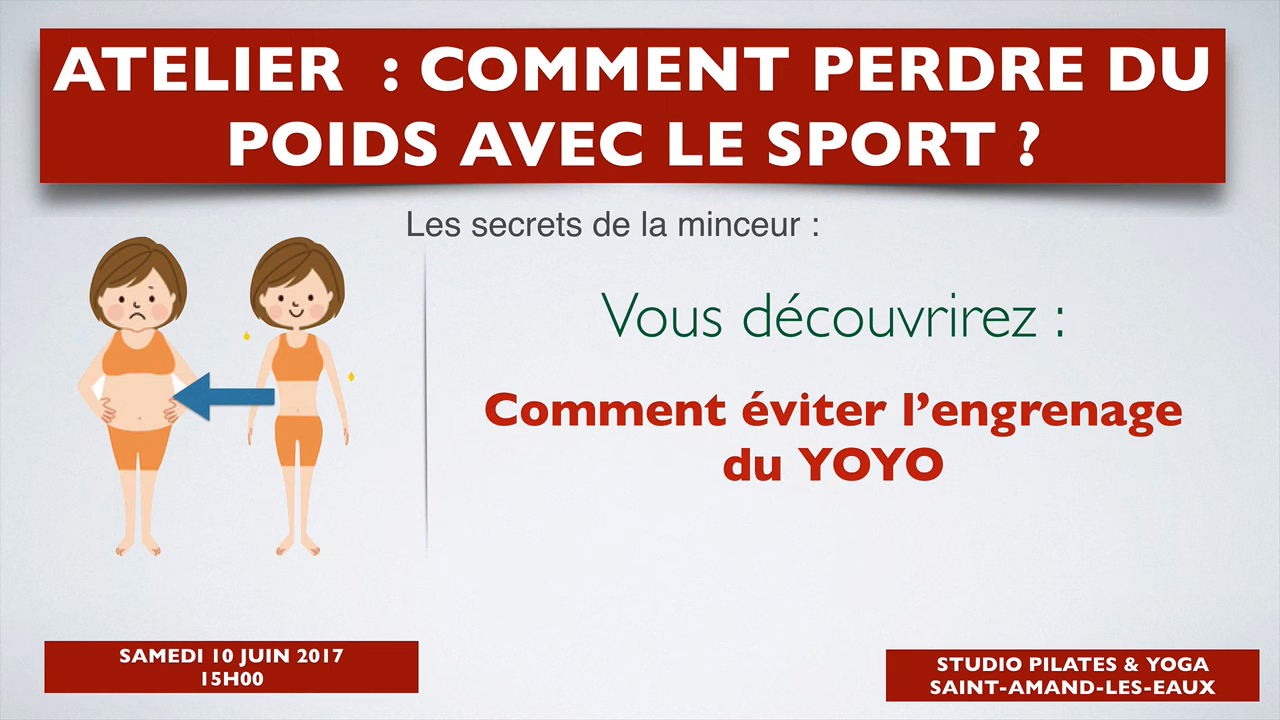 ATELIER : COMMENT PERDRE DU
POIDS AVEC LE SPORT ?
Les secrets de la minceur :
Vous découvrirez :
Comment éviter l’engrenage
du YOYO
SAMEDI 10 JUIN 2017
15H00
STUDIO PILATES & YOGA
SAINT-AMAND-LES-EAUX